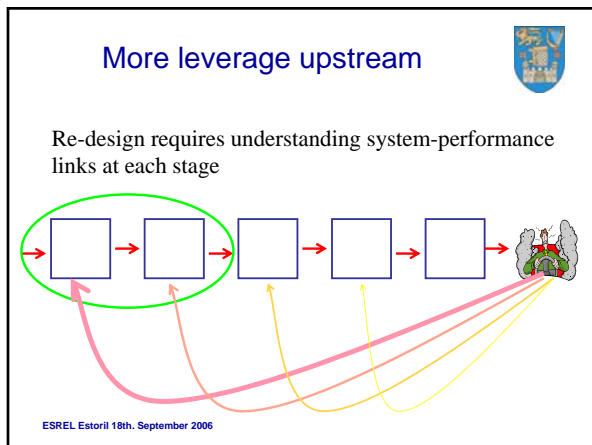 More leverage upstream
Re-design requires understanding system-performance
links at each stage
ESREL Estoril 18th. September 2006